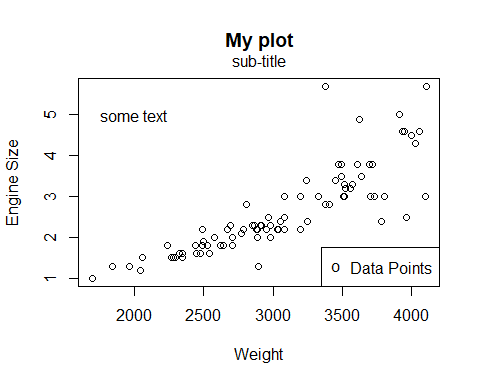 My plot
sub-title
some text
Engine Size
5
4
3
2
1
Data Points
2000 2500 3000 3500 4000
Weight